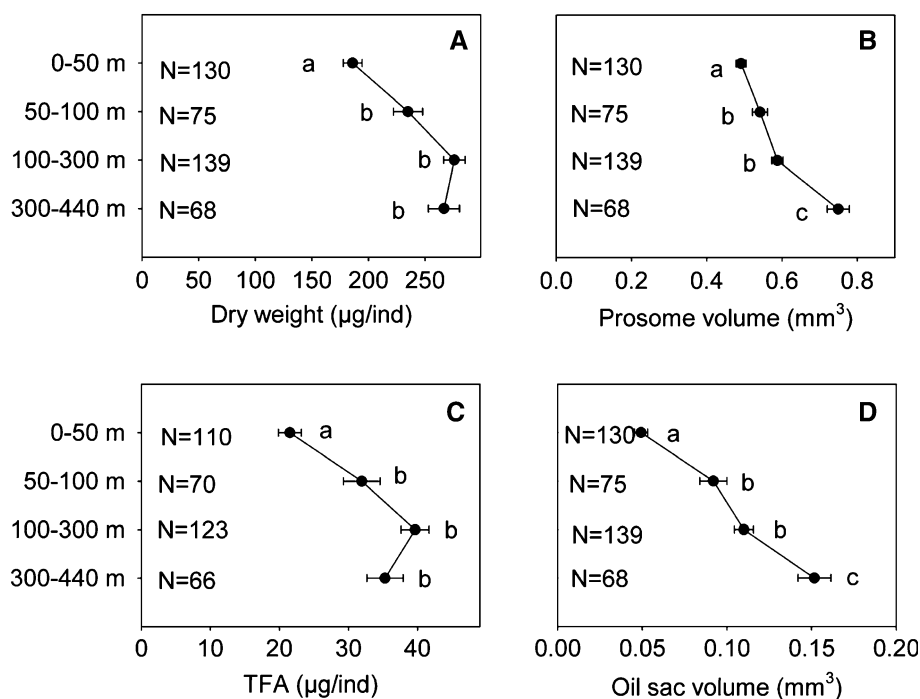 A
0-50 m
N=130
a
50-100 m
N=75
b
100-300 m
N=139
b
300-440 m
N=68
b
0 50 100 150 200 250
Dry weight (µg/ind)
B
N=130
a
N=75
b
N=139
b
N=68
c
0.0 0.2 0.4 0.6 0.8
Prosome volume (mm³)
C
0-50 m
N=110
a
50-100 m
N=70
b
100-300 m
N=123
b
300-440 m
N=66
b
0 10 20 30 40
TFA (µg/ind)
D
N=130
a
N=75
b
N=139
b
N=68
c
0.00 0.05 0.10 0.15 0.20
Oil sac volume (mm³)